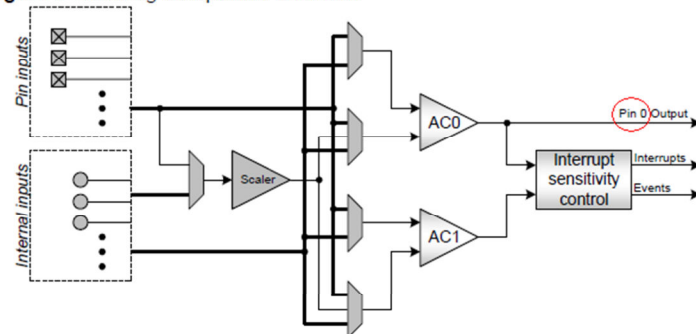 Pin inputs
Internal inputs
Scaler
AC0
AC1
Pin 0 Output
Interrupt
sensitivity
control
Interrupts
Events